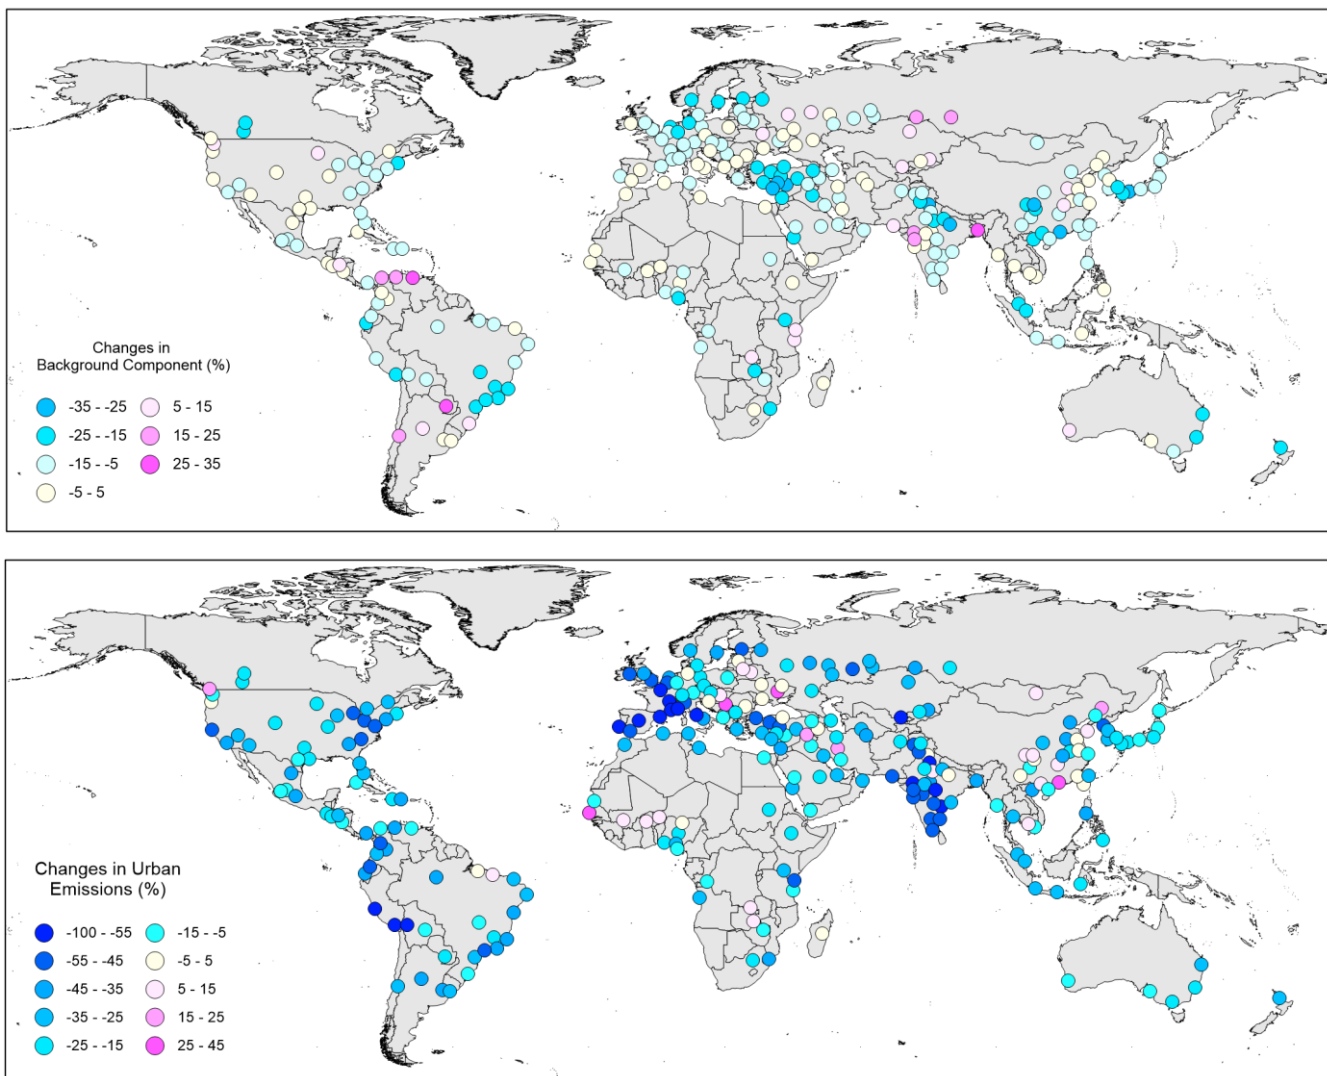 Changes in
Background Component (%)
-35 - -25
5 - 15
-25 - -15
15 - 25
-15 - -5
25 - 35
-5 - 5
Changes in Urban
Emissions (%)
-100 - -55
-15 - -5
-55 - -45
-5 - 5
-45 - -35
5 - 15
-35 - -25
15 - 25
-25 - -15
25 - 45